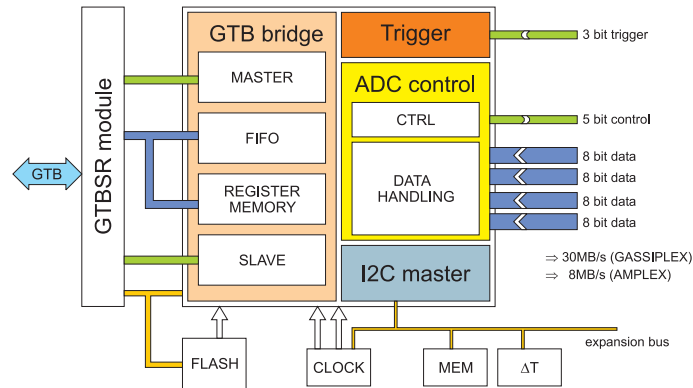 GTB bridge
Trigger
3 bit trigger
MASTER
ADC control
CTRL
5 bit control
FIFO
GTBSR module
GTB
DATA
HANDLING
8 bit data
8 bit data
8 bit data
8 bit data
REGISTER
MEMORY
SLAVE
I2C master
⇒ 30MB/s (GASSIPLEX)
⇒ 8MB/s (AMPLEX)
expansion bus
FLASH
CLOCK
MEM
ΔT